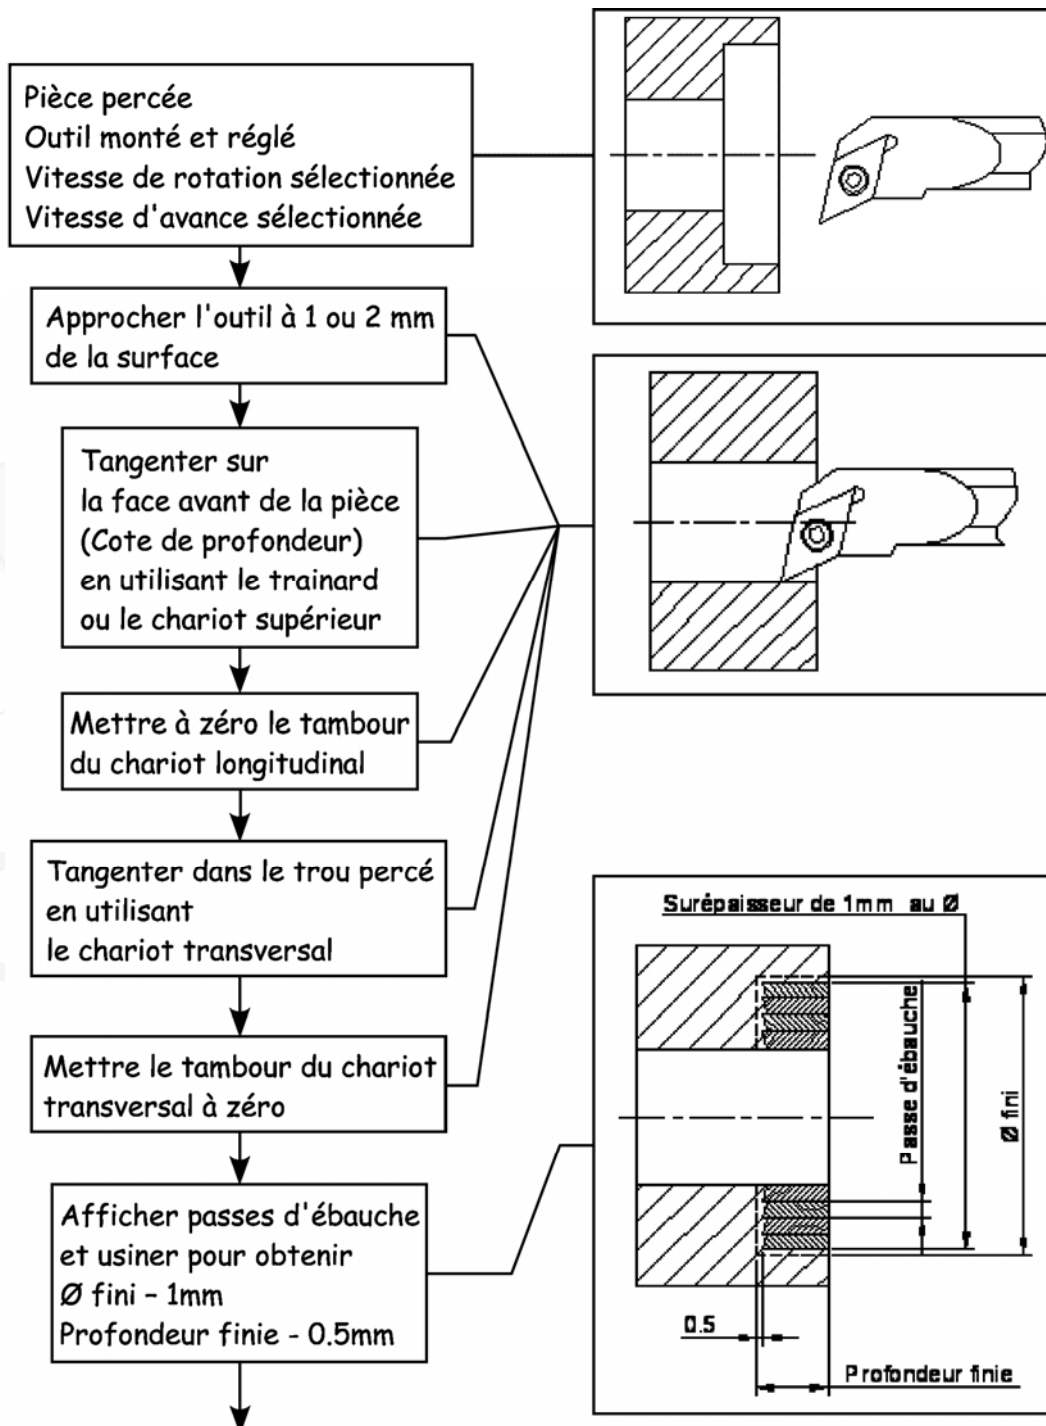 Pièce percée
Outil monté et réglé
Vitesse de rotation sélectionnée
Vitesse d'avance sélectionnée
Approcher l'outil à 1 ou 2 mm
de la surface
Tangenter sur
la face avant de la pièce
(Cote de profondeur)
en utilisant le trainard
ou le chariot supérieur
Mettre à zéro le tambour
du chariot longitudinal
Tangenter dans le trou percé
en utilisant
le chariot transversal
Mettre le tambour du chariot
transversal à zéro
Afficher passes d'ébauche
et usiner pour obtenir
Ø fini – 1mm
Profondeur finie - 0.5mm
Surépaisseur de 1mm au Ø
Passe d'ébauche
Ø fini
0.5
Profondeur finie